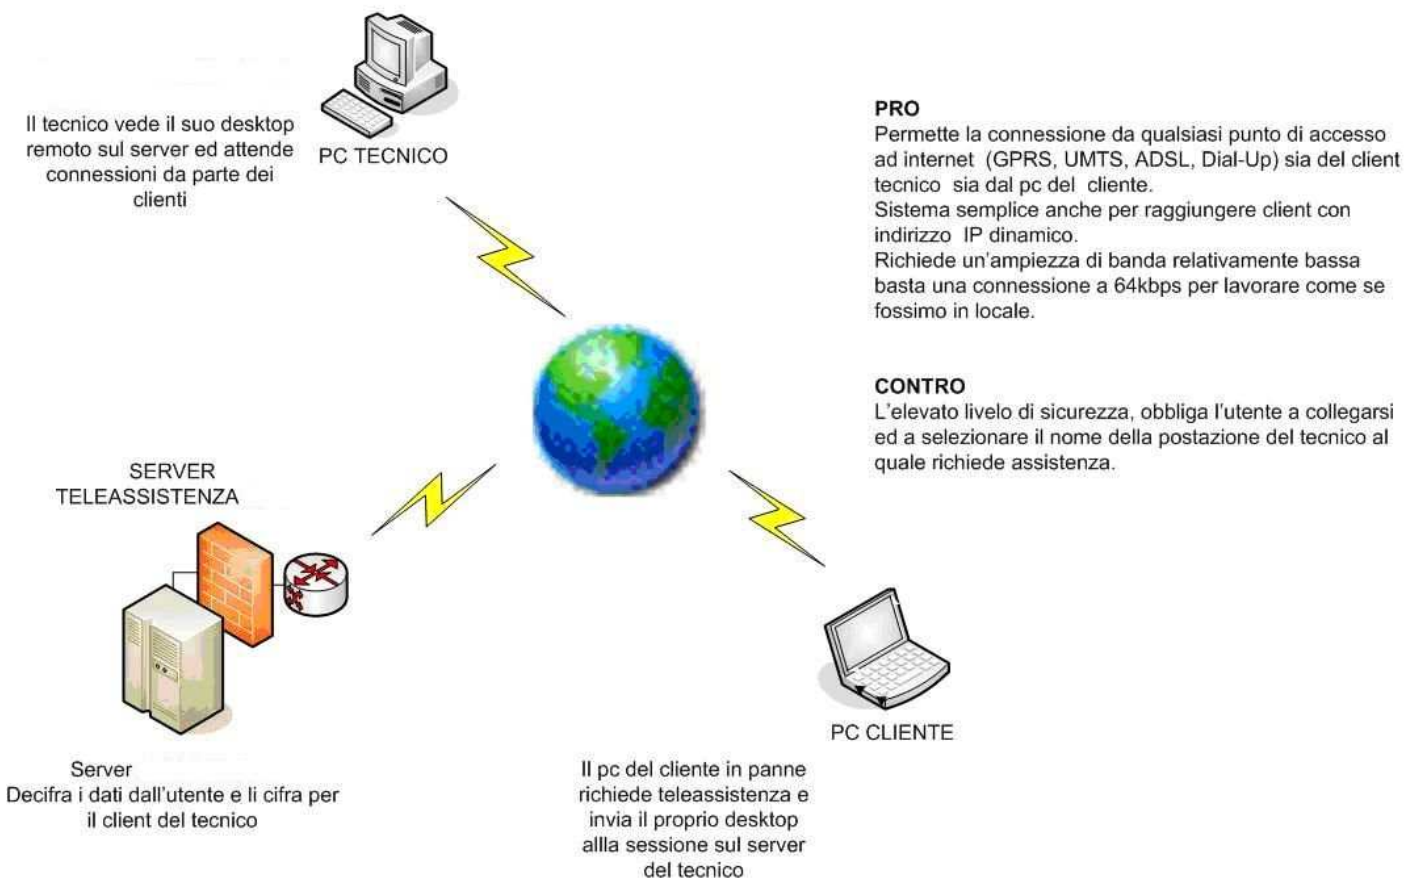 Il tecnico vede il suo desktop
remoto sul server ed attende
connessioni da parte dei
clienti
PC TECNICO
PRO
Permette la connessione da qualsiasi punto di accesso
ad internet (GPRS, UMTS, ADSL, Dial-Up) sia del client
tecnico sia dal pc del cliente.
Sistema semplice anche per raggiungere client con
indirizzo IP dinamico.
Richiede un'ampiezza di banda relativamente bassa
basta una connessione a 64kbps per lavorare come se
fossimo in locale.
CONTRO
L'elevato livelo di sicurezza, obbliga l'utente a collegarsi
ed a selezionare il nome della postazione del tecnico al
quale richiede assistenza.
SERVER
TELEASSISTENZA
Server
Decifra i dati dall'utente e li cifra per
il client del tecnico
PC CLIENTE
Il pc del cliente in panne
richiede teleassistenza e
invia il proprio desktop
allla sessione sul server
del tecnico